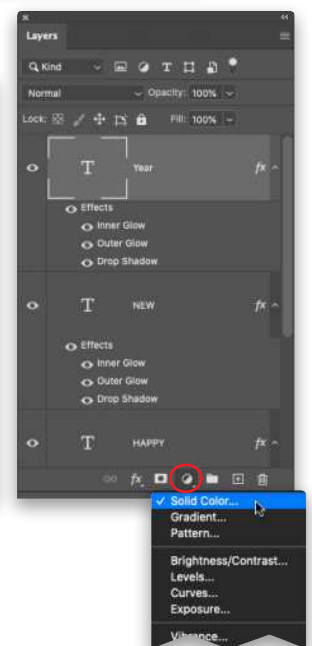 Layers
Kind
Normal Opacity: 100%
Lock: Fill: 100%
T Year fx
Effects
Inner Glow
Outer Glow
Drop Shadow
T NEW fx
Effects
Inner Glow
Outer Glow
Drop Shadow
T HAPPY fx
fx
Solid Color...
Gradient...
Pattern...
Brightness/Contrast...
Levels...
Curves...
Exposure...
Vibrance...